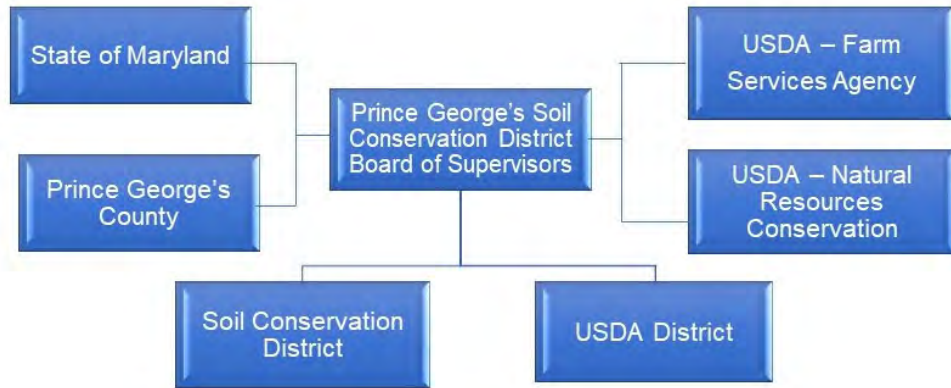 State of Maryland
Prince George's
County
Prince George's Soil
Conservation District
Board of Supervisors
USDA – Farm
Services Agency
USDA – Natural
Resources
Conservation
Soil Conservation
District
USDA District